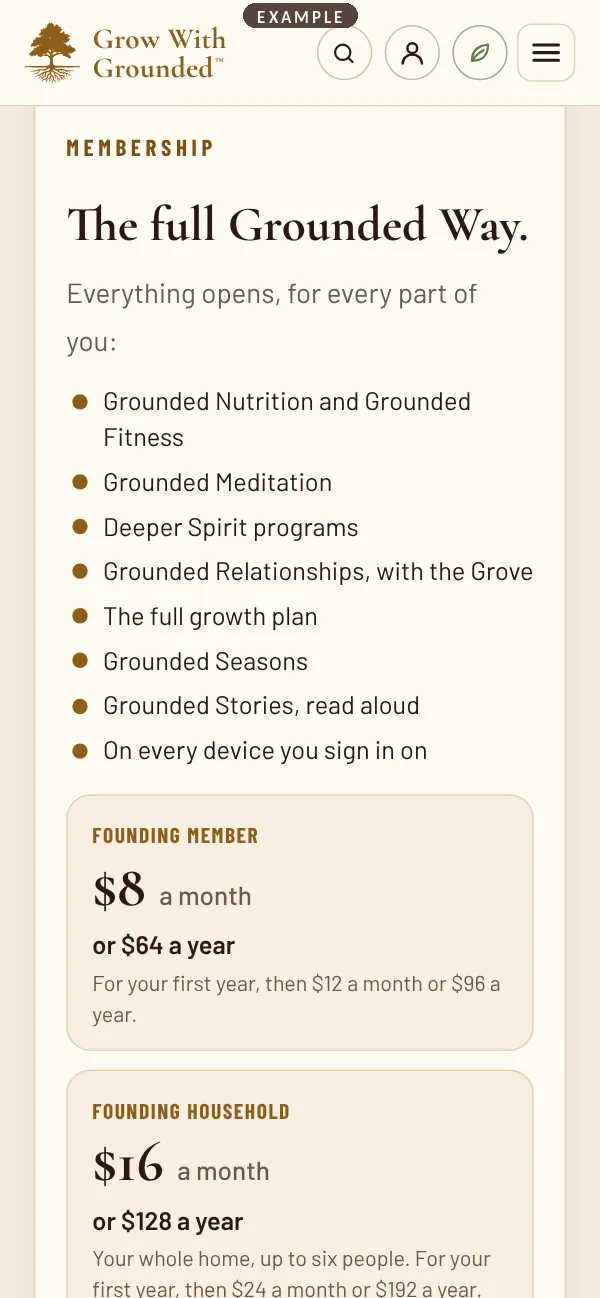 EXAMPLE
Grow With
Grounded™
MEMBERSHIP
The full Grounded Way.
Everything opens, for every part of
you:
Grounded Nutrition and Grounded
Fitness
Grounded Meditation
Deeper Spirit programs
Grounded Relationships, with the Grove
The full growth plan
Grounded Seasons
Grounded Stories, read aloud
On every device you sign in on
FOUNDING MEMBER
$8 a month
or $64 a year
For your first year, then $12 a month or $96 a
year.
FOUNDING HOUSEHOLD
$16 a month
or $128 a year
Your whole home, up to six people. For your
first year, then $24 a month or $192 a year.